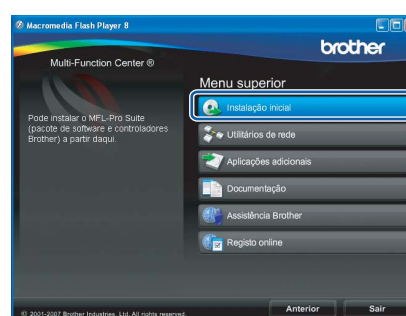 Macromedia Flash Player 8
brother
Multi-Function Center ®
Menu superior
Instalação inicial
Pode instalar o MFL-Pro Suite
(pacote de software e controladores
Brother) a partir daqui.
Utilitários de rede
Aplicações adicionais
Documentação
Assistência Brother
Registo online
Anterior
Sair
© 2001-2007 Brother Industries, Ltd. All rights reserved.